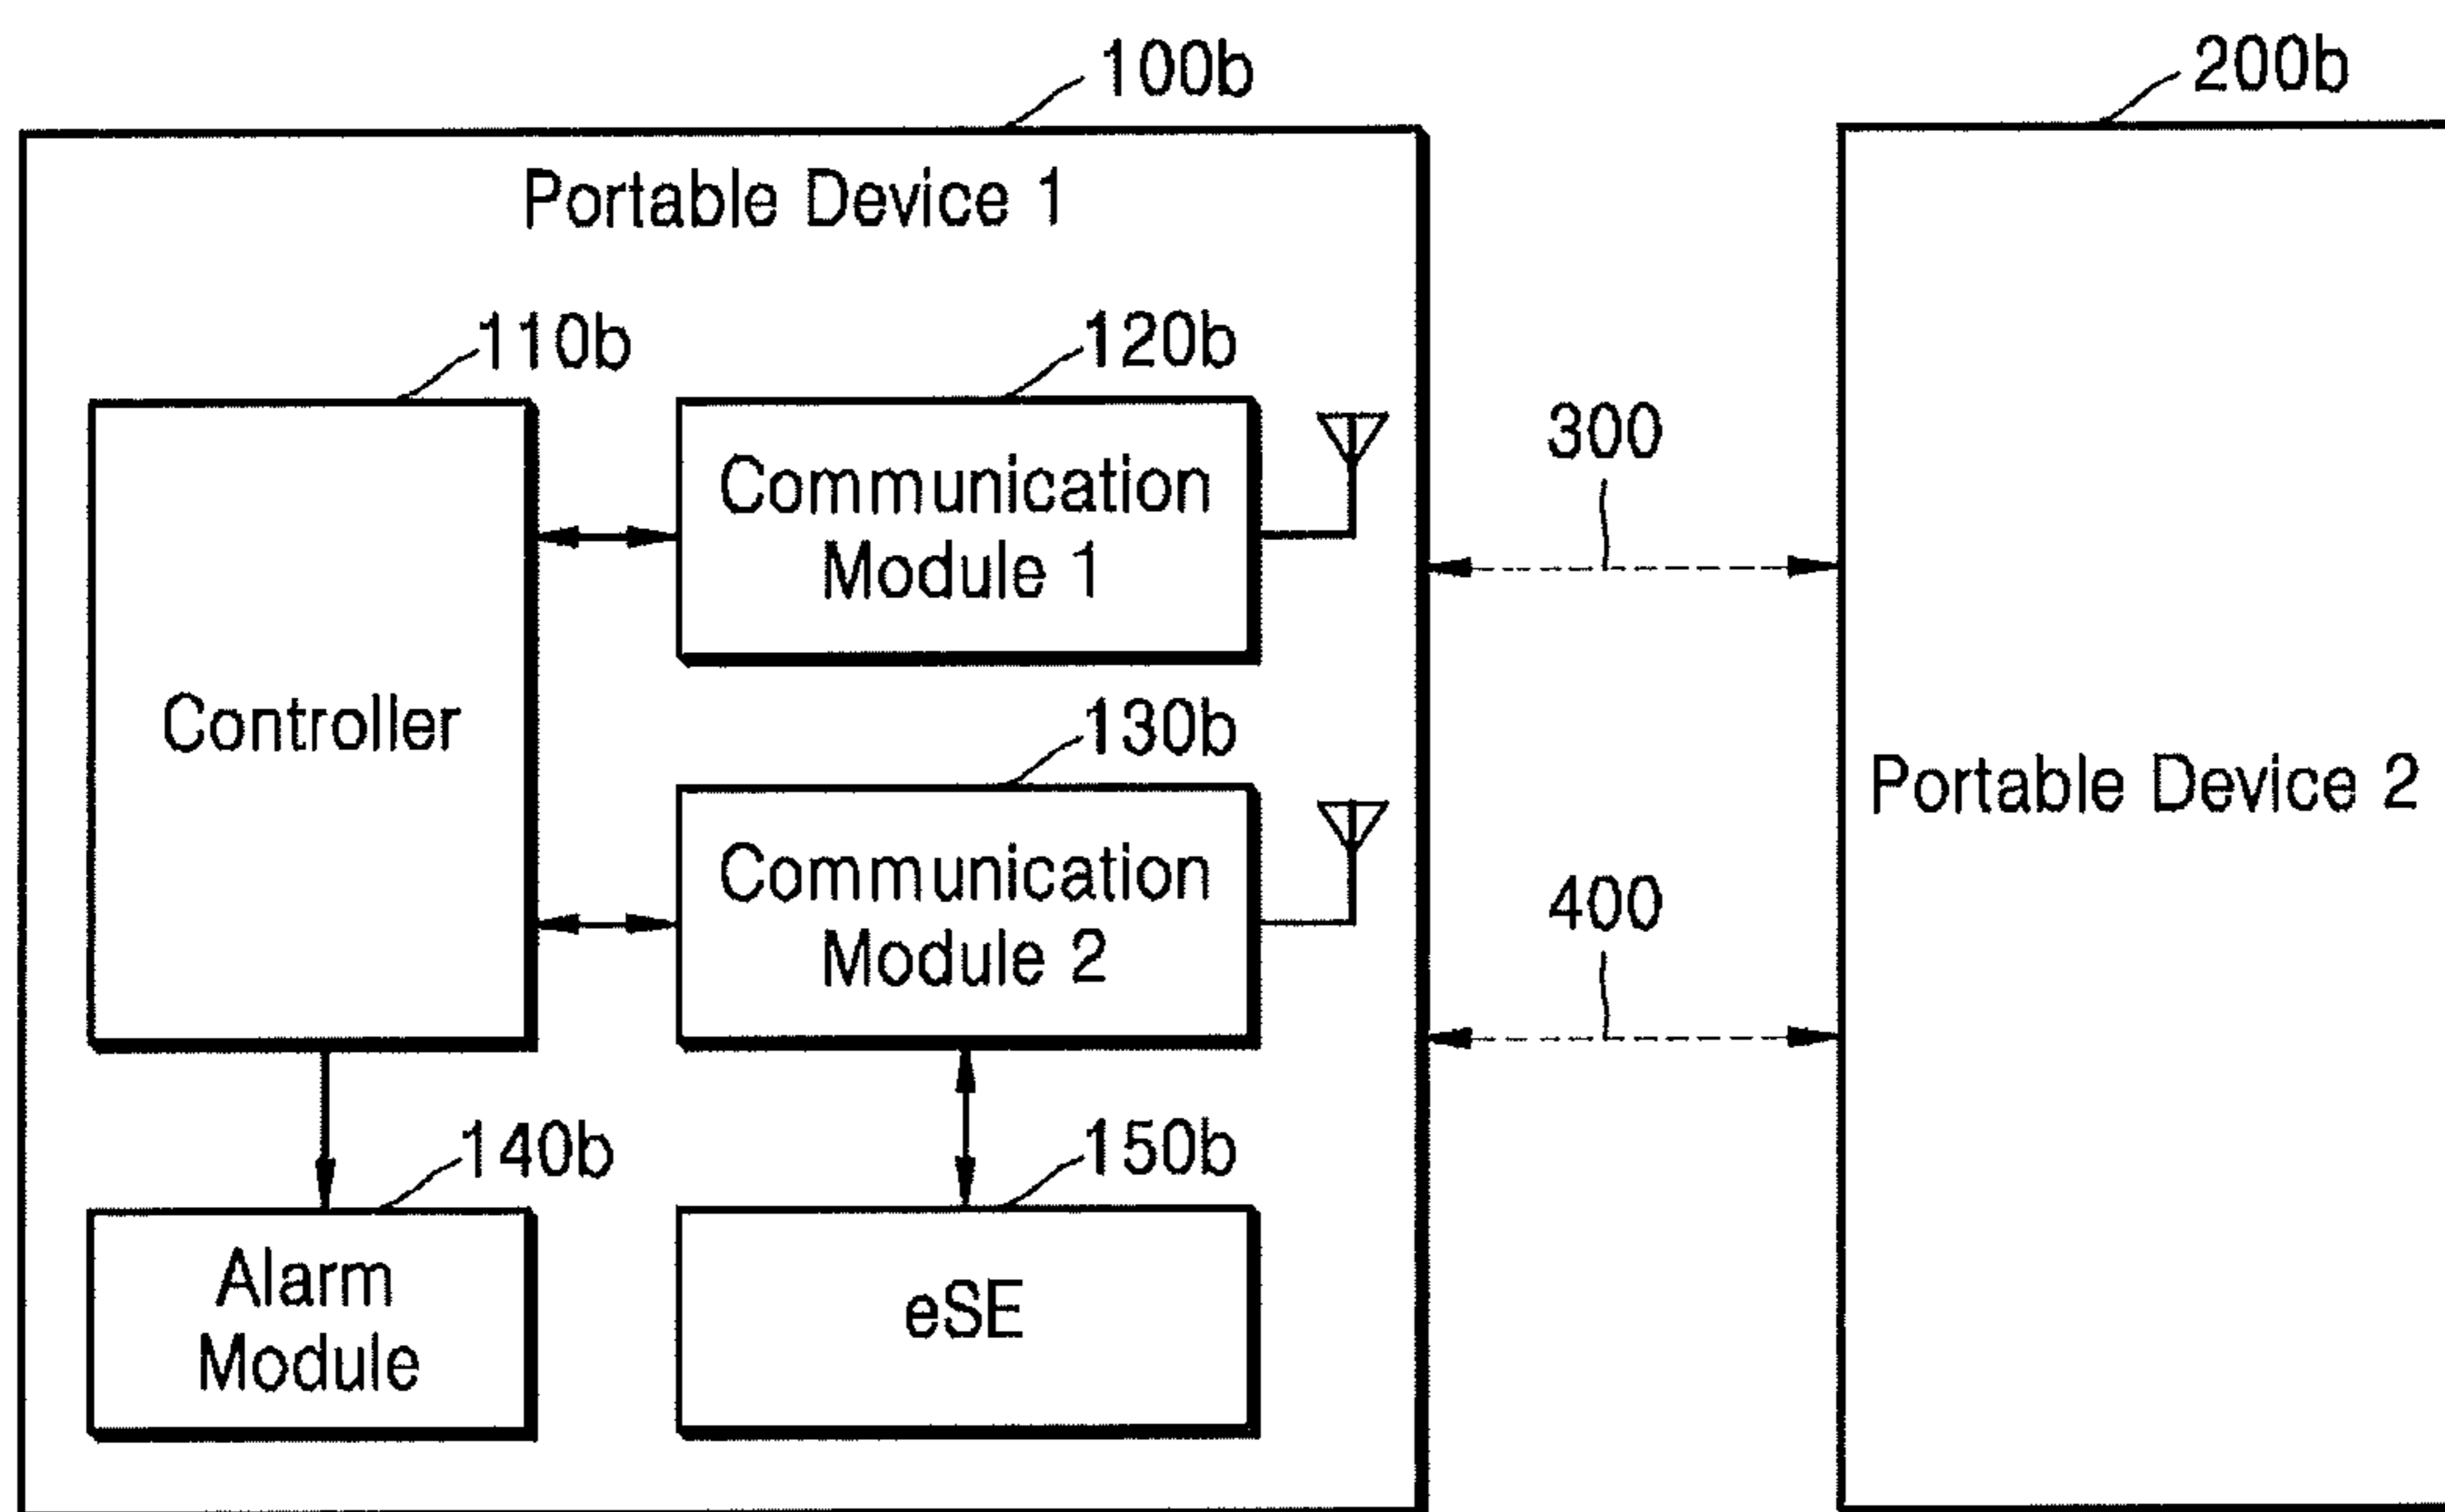 100b
200b
Portable Device 1
110b
120b
300
Communication
Module 1
Controller
130b
Portable Device 2
Communication
Module 2
400
140b
150b
Alarm
Module
eSE